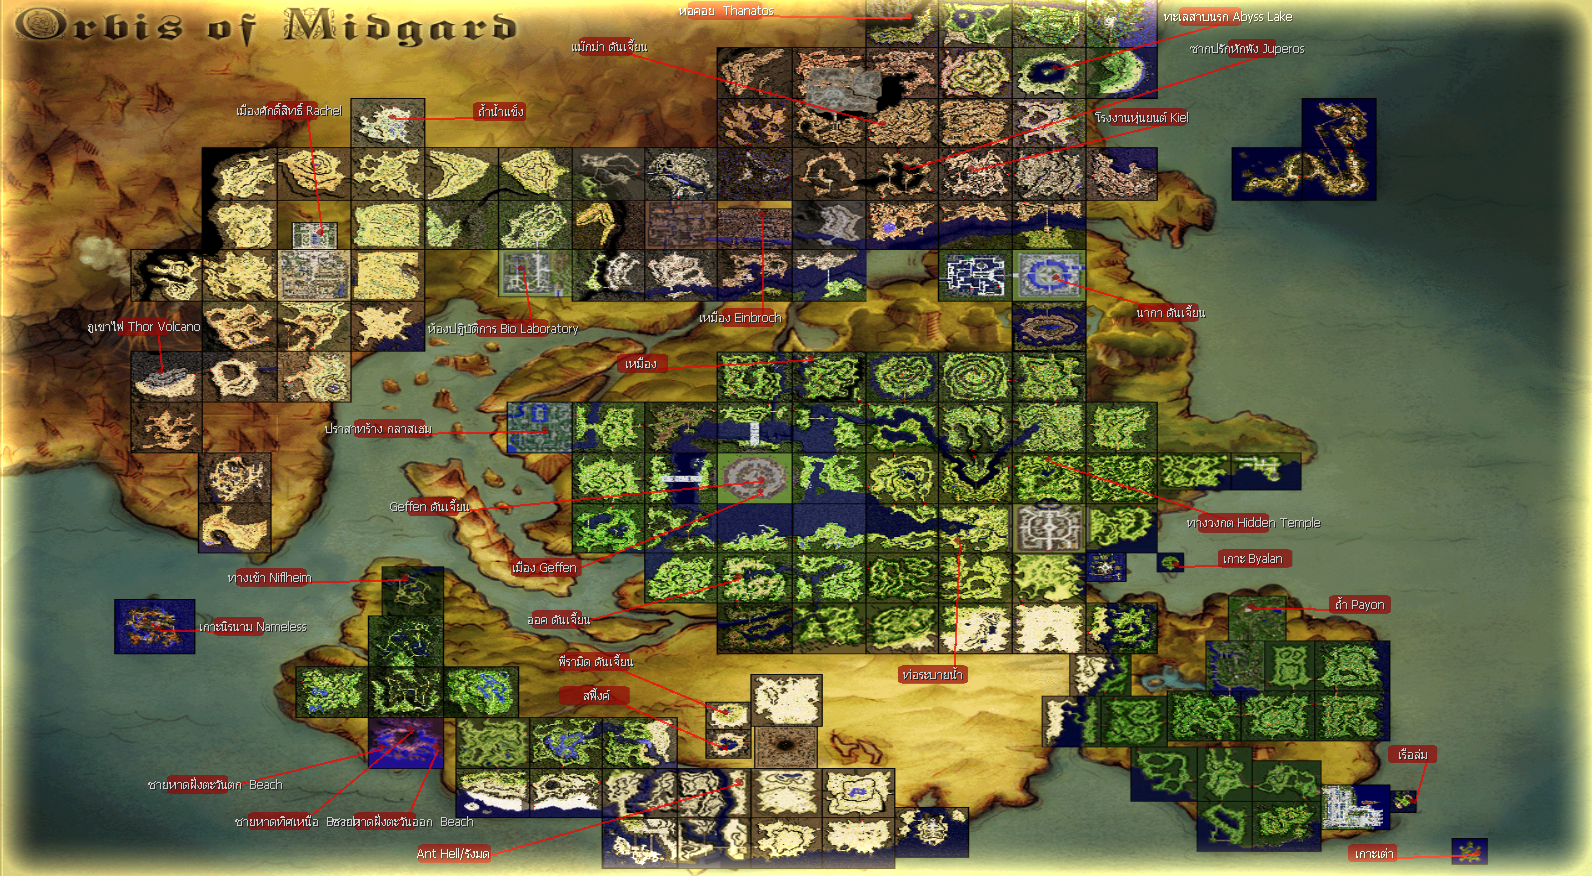 Orbis of Midgard
หอคอย Thanatos
ทะเลสาบนรก Abyss Lake
แม๊กม่า ดันเจี้ยน
ซากปรักหักพัง Juperos
เมืองศักดิ์สิทธิ์ Rachel
ถ้ำน้ำแข็ง
โรงงานหุ่นยนต์ Kiel
ภูเขาไฟ Thor Volcano
ห้องปฏิบัติการ Bio Laboratory
เหมือง Einbroch
นากา ดันเจี้ยน
เหมือง
ปราสาทร้าง กลาสเฮม
Geffen ดันเจี้ยน
ทางวงกต Hidden Temple
เมือง Geffen
เกาะ Byalan
ทางเข้า Niflheim
ถ้ำ Payon
เกาะนิรนาม Nameless
ออค ดันเจี้ยน
พีรามิด ดันเจี้ยน
ท่อระบายน้ำ
สฟิ้งค์
เรือล่ม
ชายหาดฝั่งตะวันตก Beach
ชายหาดทิศเหนือ Beach
ชายหาดฝั่งตะวันออก Beach
Ant Hell/รังมด
เกาะเต่า